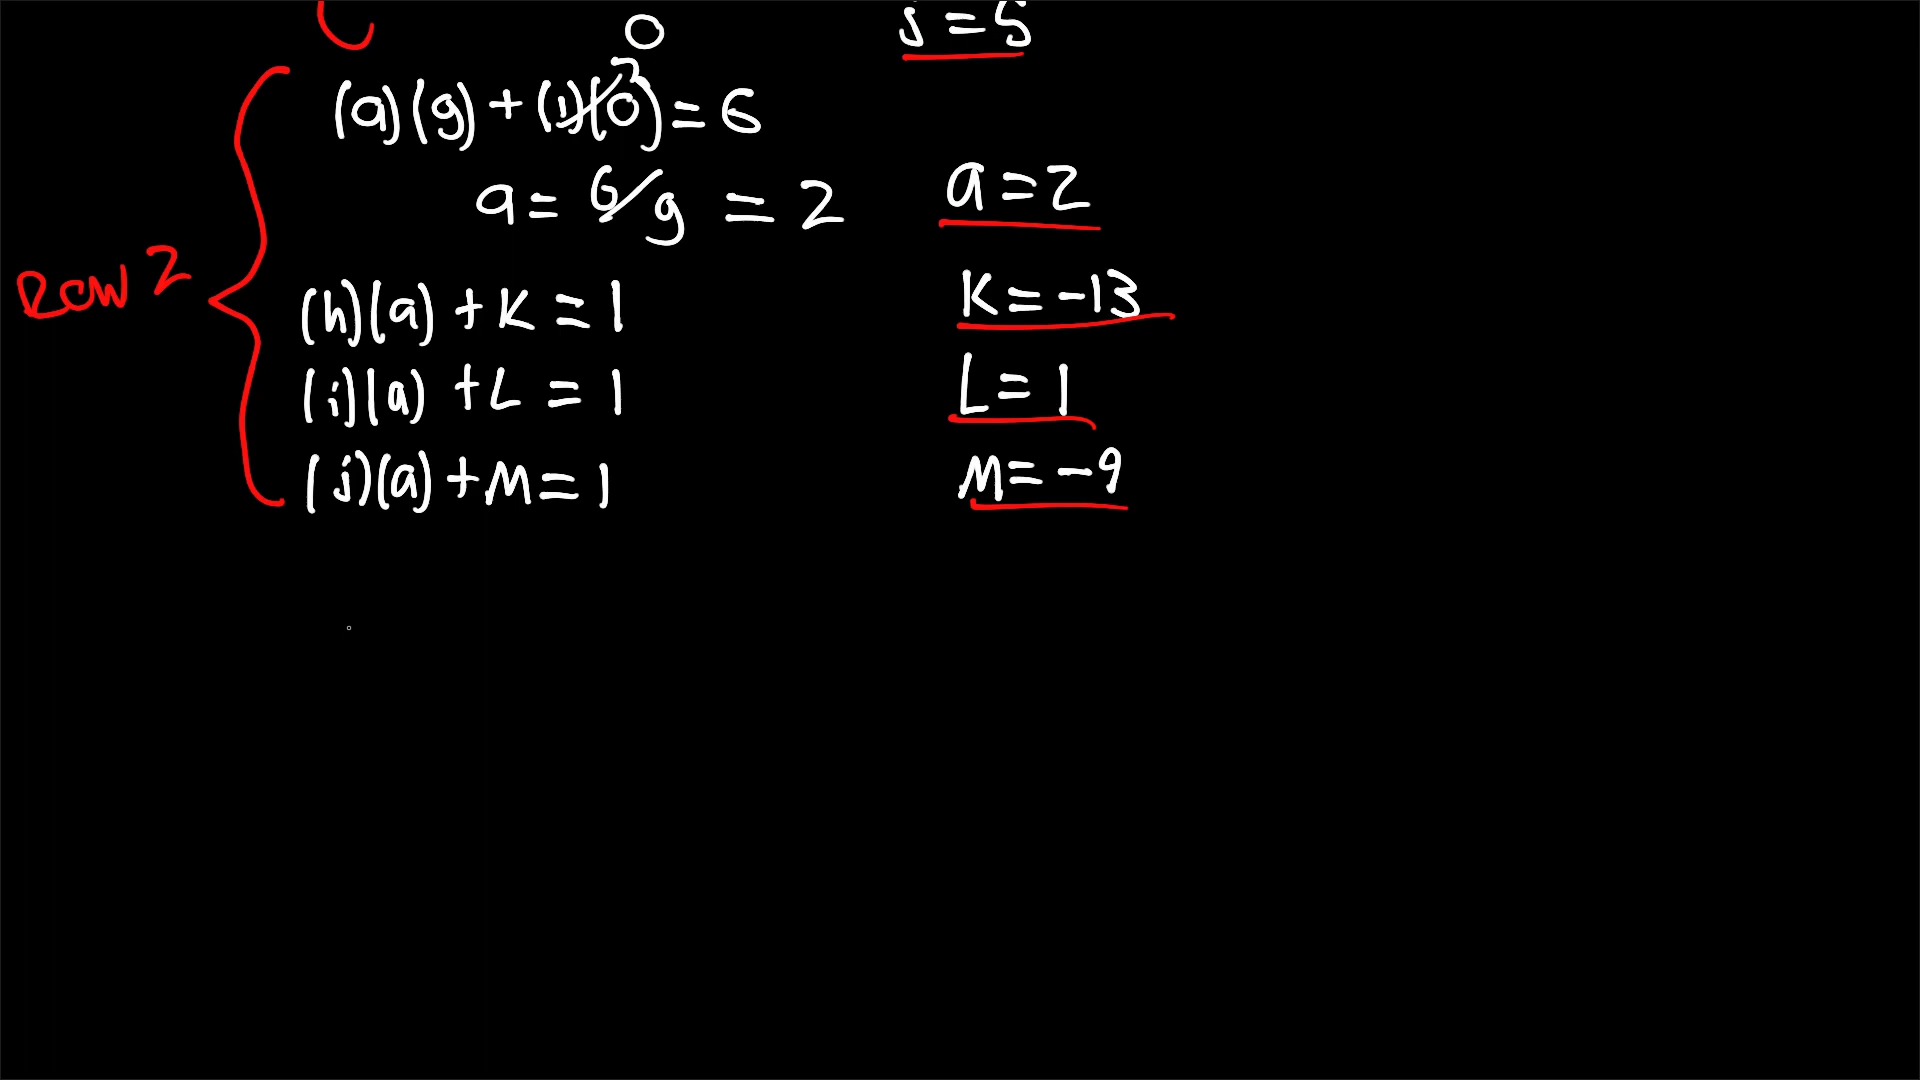 0 j = 5
(a)(g) + (1)(0) = 6
a = 6/g = 2 a = 2
Row 2
(h)(a) + K = 1 K = -13
(i)(a) + L = 1 L = 1
(j)(a) + M = 1 M = -9